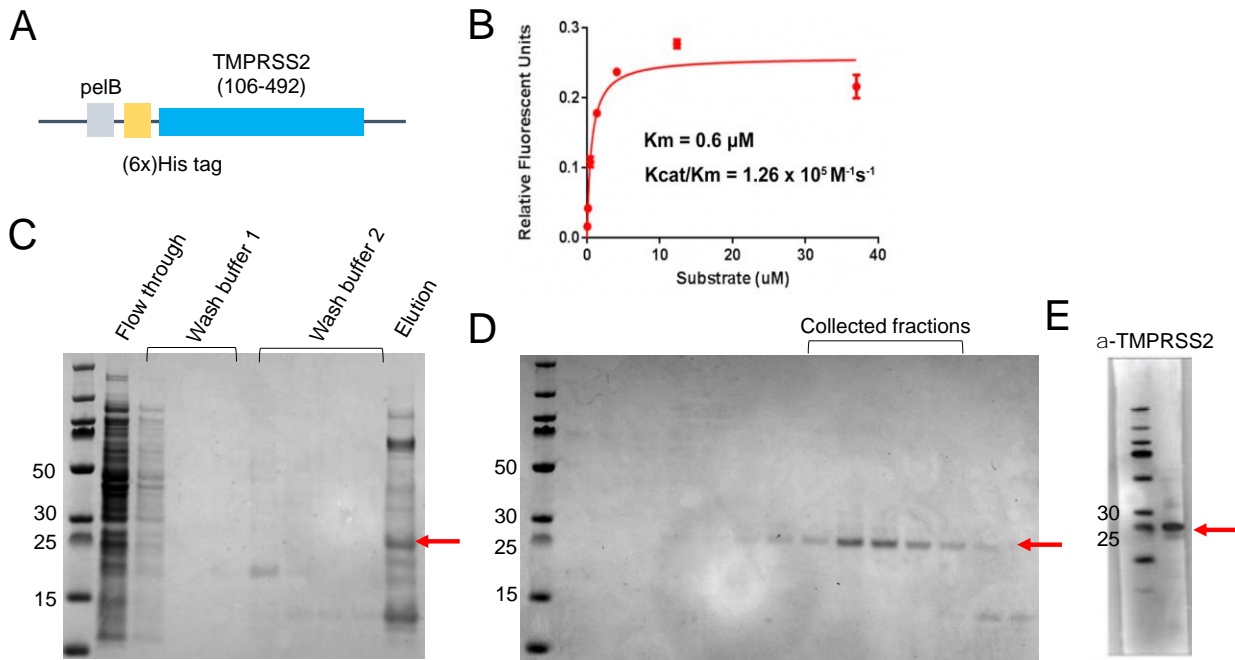 A
pelB
TMPRSS2
(106-492)
(6x)His tag
B
Relative Fluorescent Units
0.3
0.2
0.1
0.0
Km = 0.6 µM
Kcat/Km = 1.26 x 10⁵ M⁻¹s⁻¹
0
10
20
30
40
Substrate (uM)
C
Flow through
Wash buffer 1
Wash buffer 2
Elution
50
30
25
15
D
Collected fractions
50
30
25
15
E
a-TMPRSS2
30
25